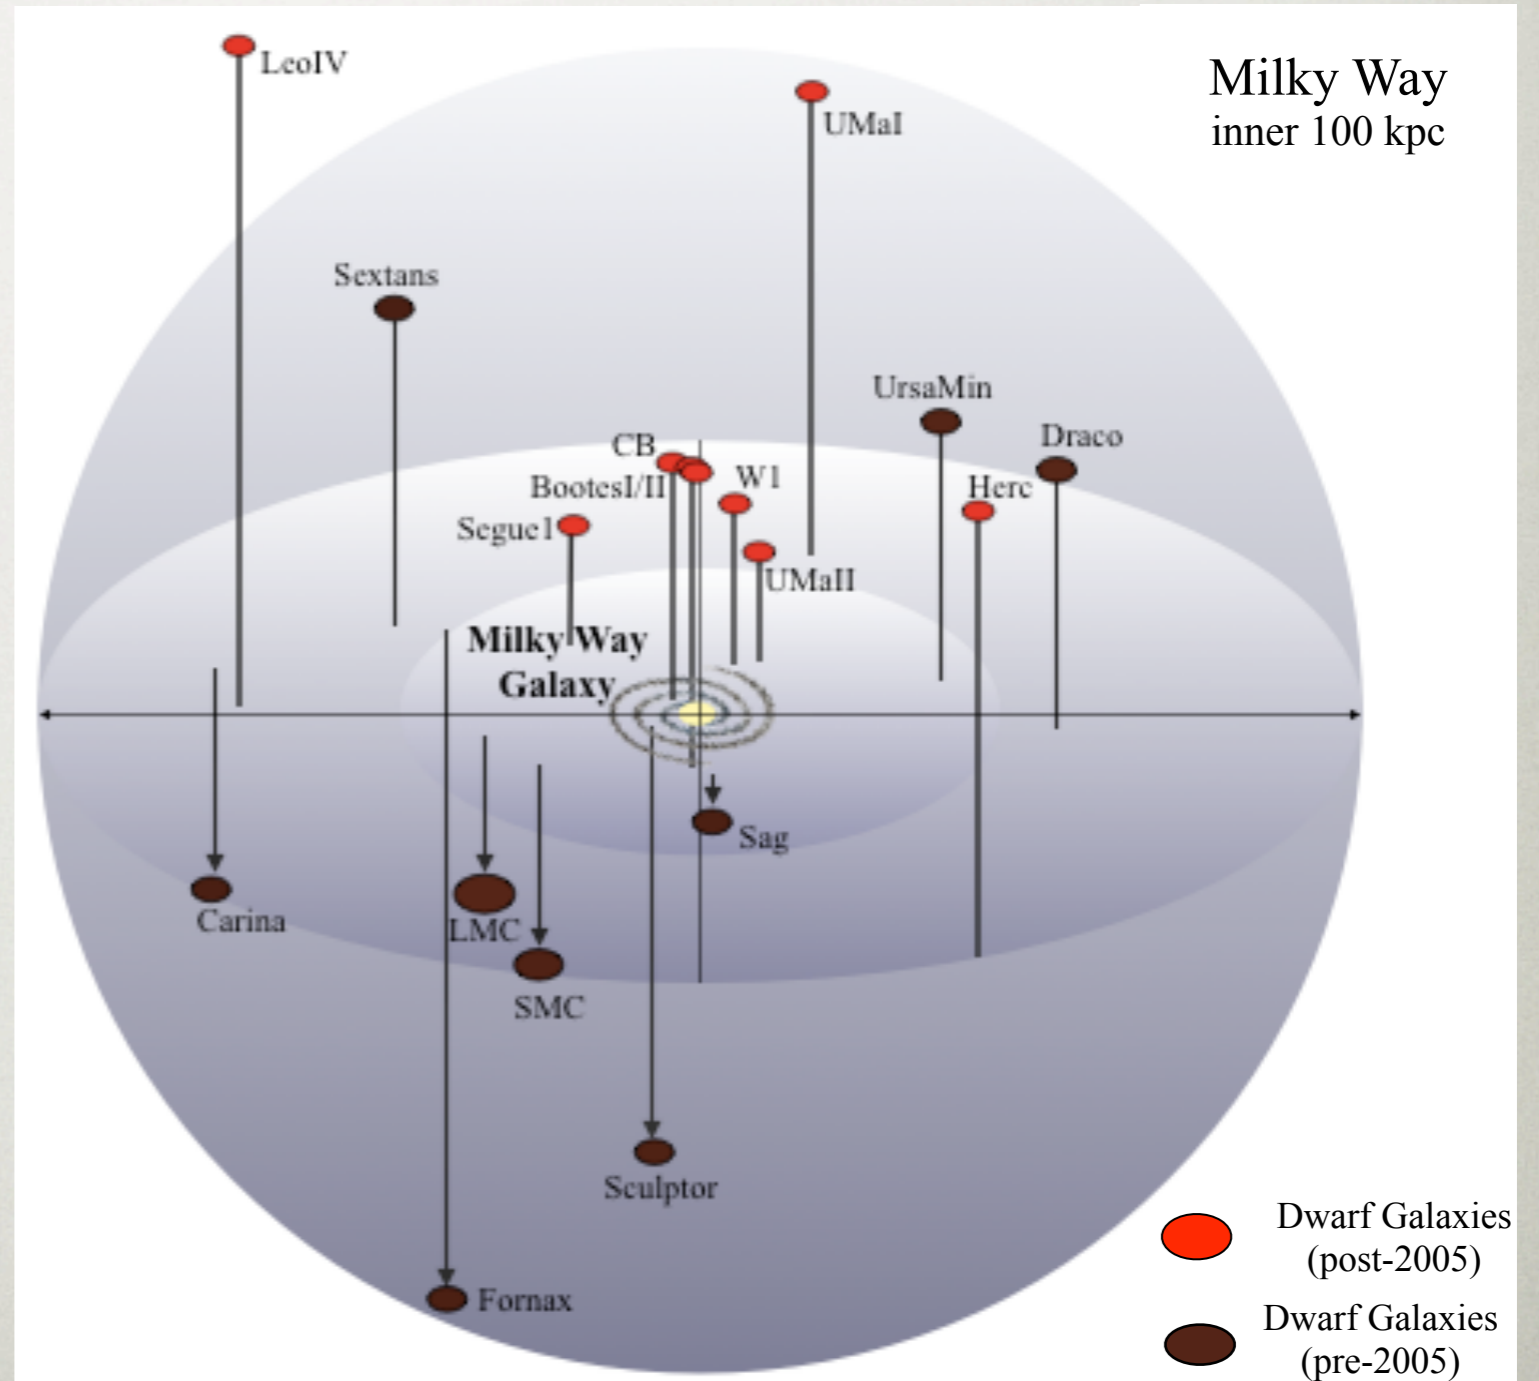 LeoIV
Milky Way
inner 100 kpc
UMaI
Sextans
UrsaMin
Draco
CB
BootesI/II
W1
Herc
Segue1
UMaII
Milky Way
Galaxy
Sag
Carina
LMC
SMC
Sculptor
Fornax
Dwarf Galaxies
(post-2005)
Dwarf Galaxies
(pre-2005)